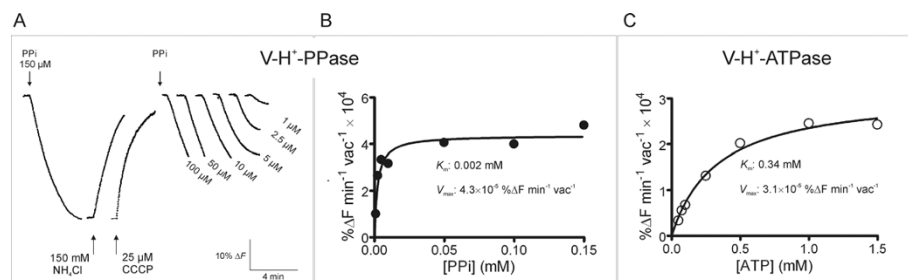 A
B
C
V-H⁺-PPase
V-H⁺-ATPase
PPi
150 µM
PPi
1 µM
2.5 µM
5 µM
10 µM
50 µM
100 µM
150 mM
NH₄Cl
25 µM
CCCP
10% ΔF
4 min
%ΔF min⁻¹ vac⁻¹ × 10⁴
6
4
2
0
0.00
0.05
0.10
0.15
[PPi] (mM)
Kₘ: 0.002 mM
Vₘₐₓ: 4.3×10⁻⁵ %ΔF min⁻¹ vac⁻¹
%ΔF min⁻¹ vac⁻¹ × 10⁴
4
3
2
1
0
0.0
0.5
1.0
1.5
[ATP] (mM)
Kₘ: 0.34 mM
Vₘₐₓ: 3.1×10⁻⁵ %ΔF min⁻¹ vac⁻¹